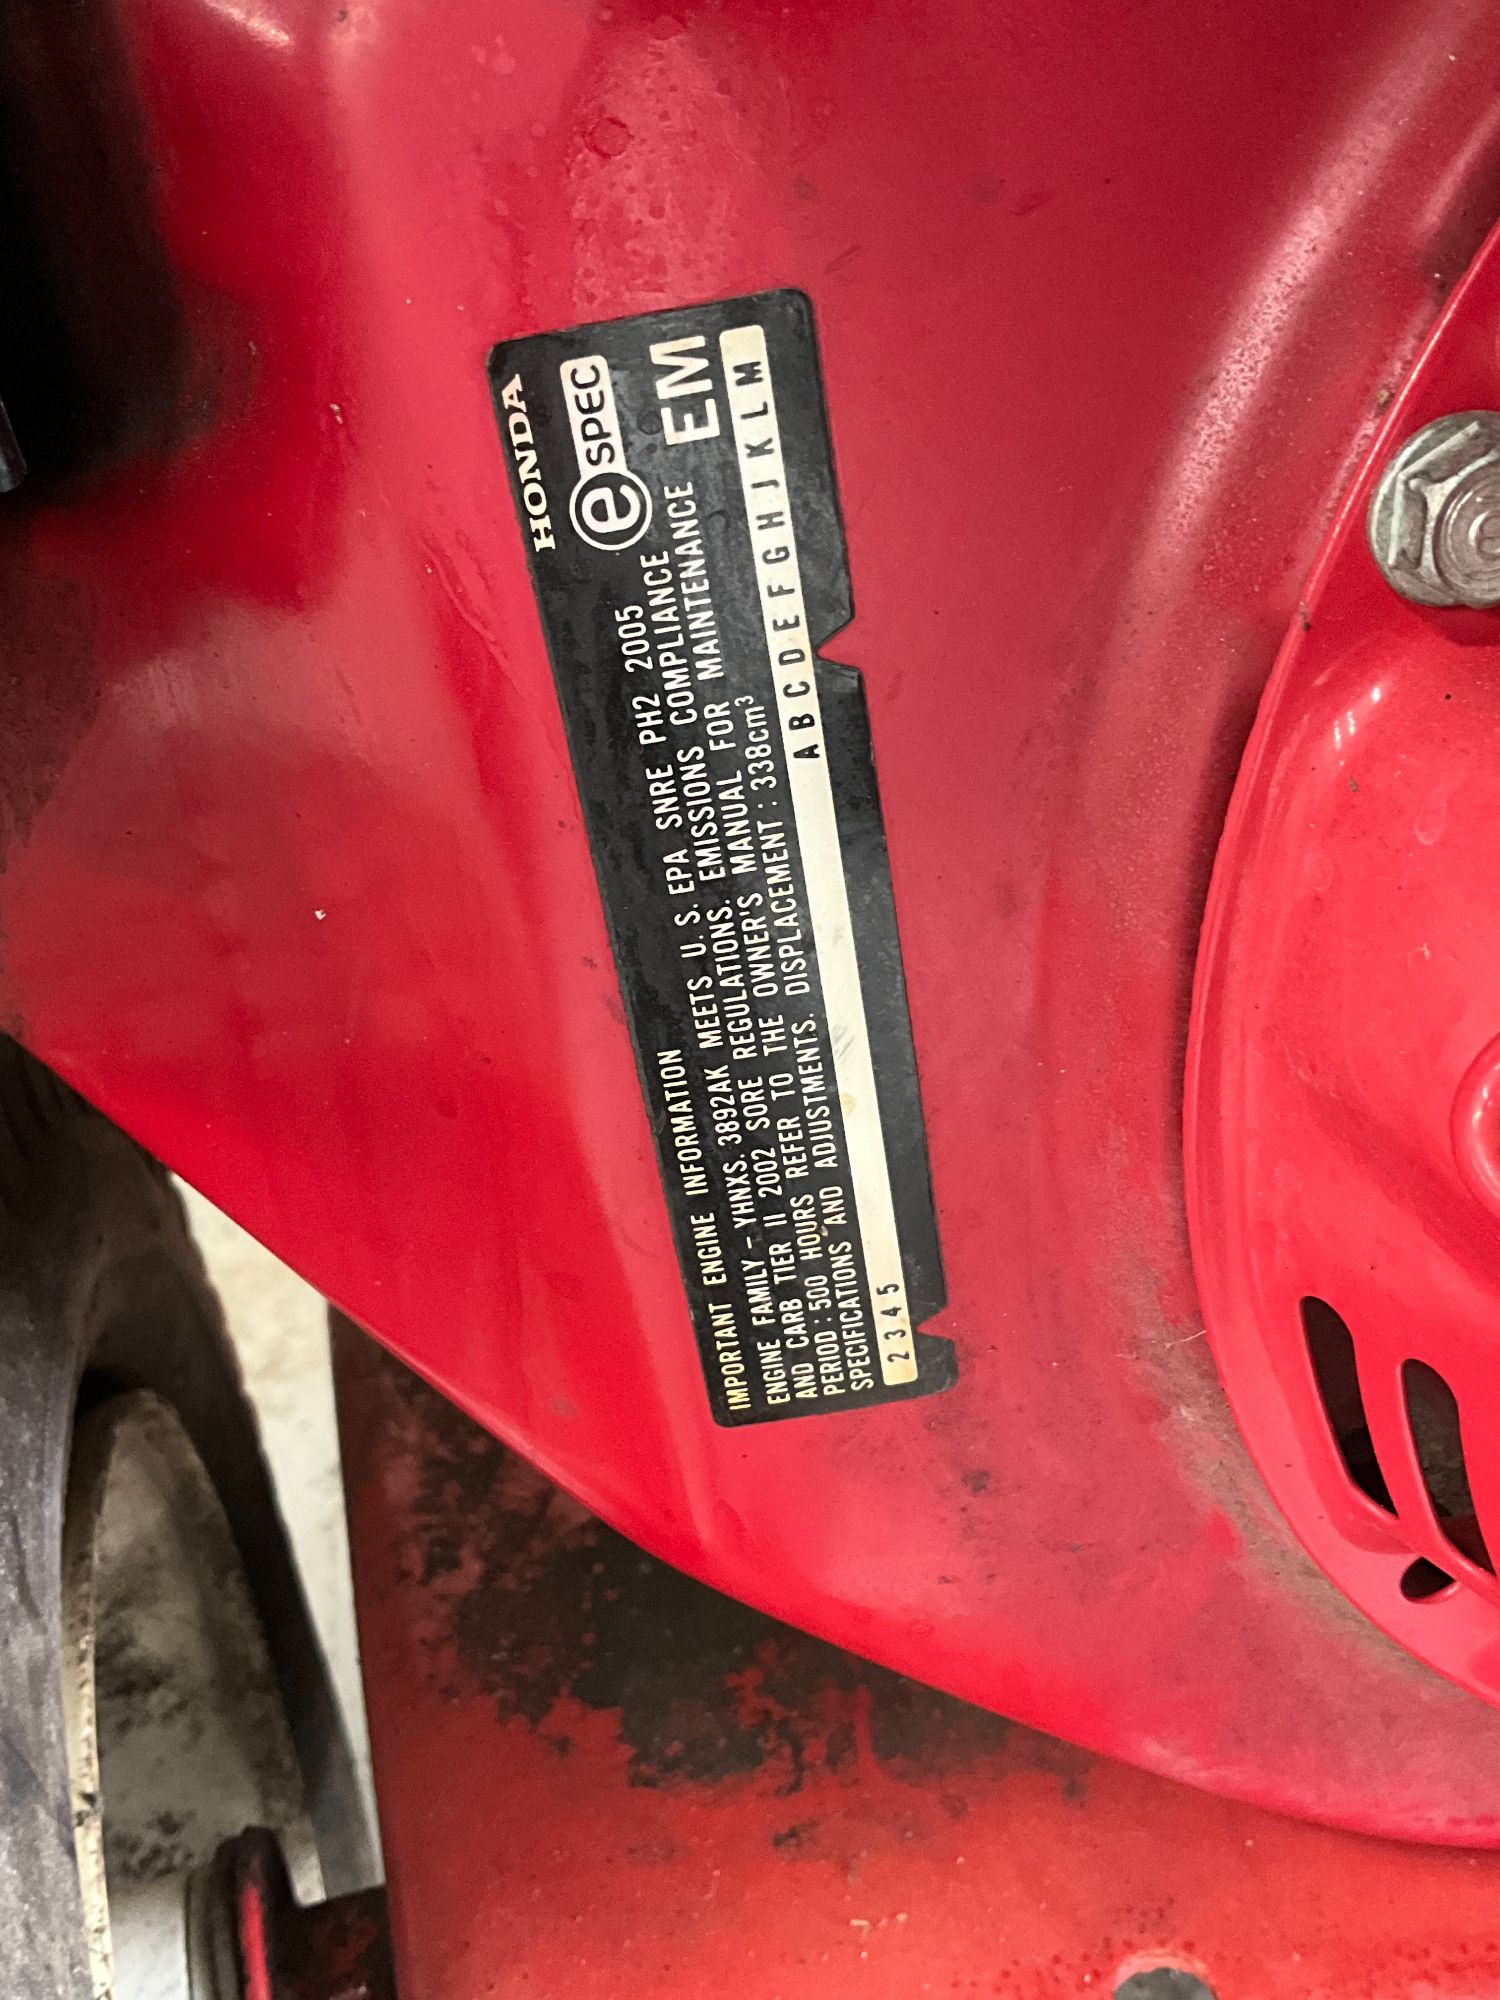 HONDA
e SPEC
EM
IMPORTANT ENGINE INFORMATION
ENGINE FAMILY – YHNXS. 3892AK MEETS U. S. EPA SNRE PH2 2005
AND CARB TIER II 2002 SORE REGULATIONS. EMISSIONS COMPLIANCE
PERIOD : 500 HOURS REFER TO THE OWNER'S MANUAL FOR MAINTENANCE
SPECIFICATIONS AND ADJUSTMENTS. DISPLACEMENT : 338cm³
2 3 4 5 A B C D E F G H J K L M